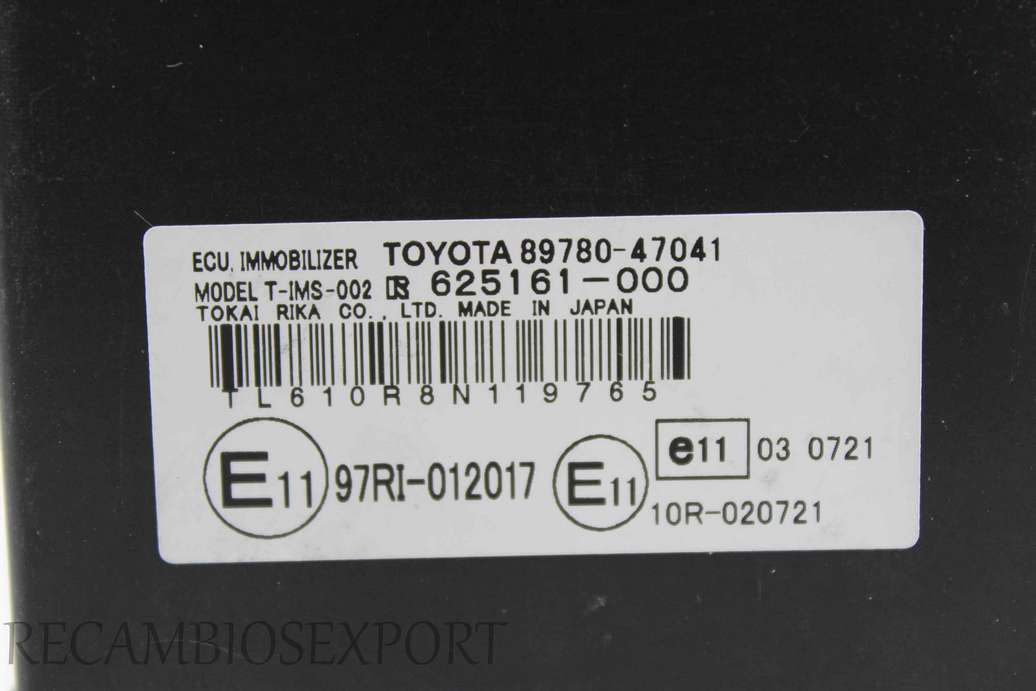 ECU, IMMOBILIZER TOYOTA 89780-47041
MODEL T-IMS-002 625161-000
TOKAI RIKA CO., LTD. MADE IN JAPAN
TL610R8N119765
E11 97RI-012017 E11 e11 03 0721
10R-020721
RECAMBIOSEXPORT